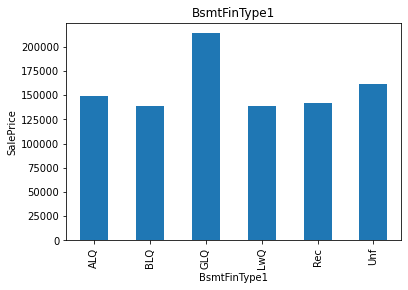 BsmtFinType1
200000
175000
150000
125000
100000
75000
50000
25000
0
SalePrice
ALQ
BLQ
GLQ
LwQ
Rec
Unf
BsmtFinType1